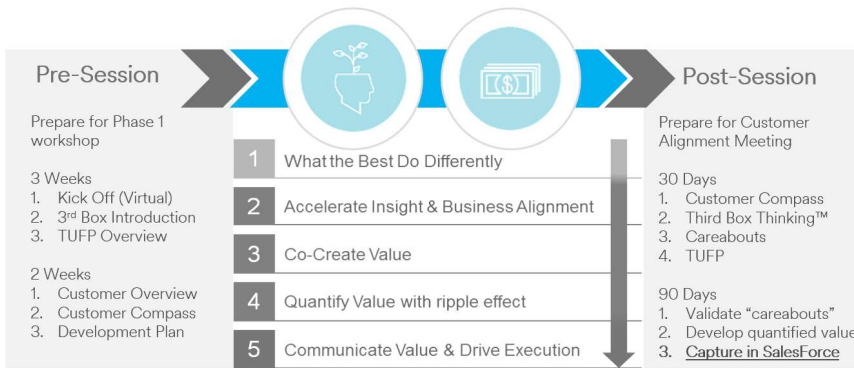 Pre-Session
Prepare for Phase 1
workshop
3 Weeks
1. Kick Off (Virtual)
2. 3rd Box Introduction
3. TUFP Overview
2 Weeks
1. Customer Overview
2. Customer Compass
3. Development Plan
($)
1 What the Best Do Differently
2 Accelerate Insight & Business Alignment
3 Co-Create Value
4 Quantify Value with ripple effect
5 Communicate Value & Drive Execution
Post-Session
Prepare for Customer
Alignment Meeting
30 Days
1. Customer Compass
2. Third Box Thinking™
3. Careabouts
4. TUFP
90 Days
1. Validate “careabouts”
2. Develop quantified value
3. Capture in SalesForce